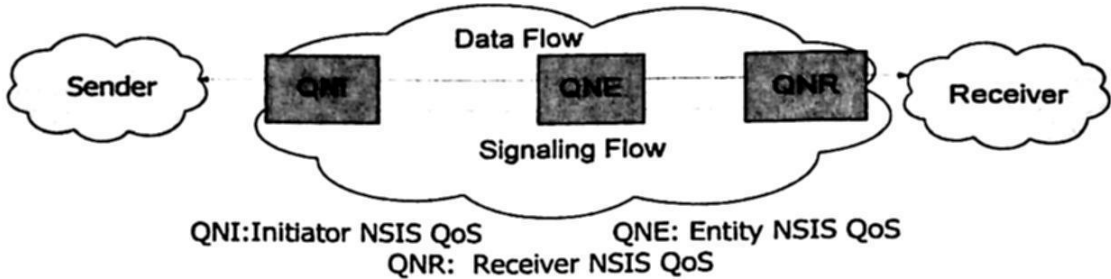 Data Flow
Sender
QNI
QNE
QNR
Receiver
Signaling Flow
QNI:Initiator NSIS QoS
QNE: Entity NSIS QoS
QNR: Receiver NSIS QoS